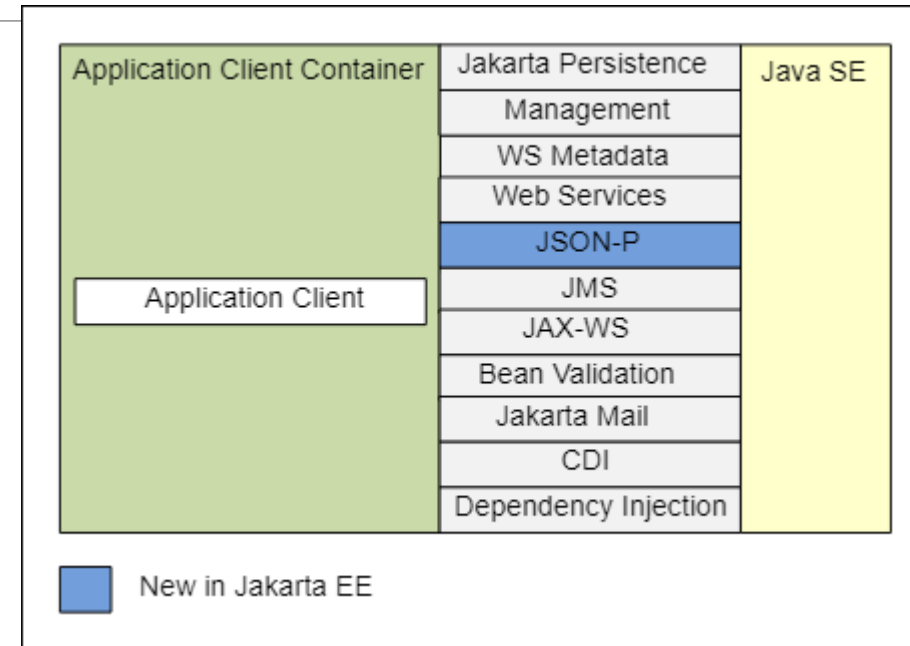 Application Client Container
Application Client
Jakarta Persistence
Management
WS Metadata
Web Services
JSON-P
JMS
JAX-WS
Bean Validation
Jakarta Mail
CDI
Dependency Injection
Java SE
New in Jakarta EE